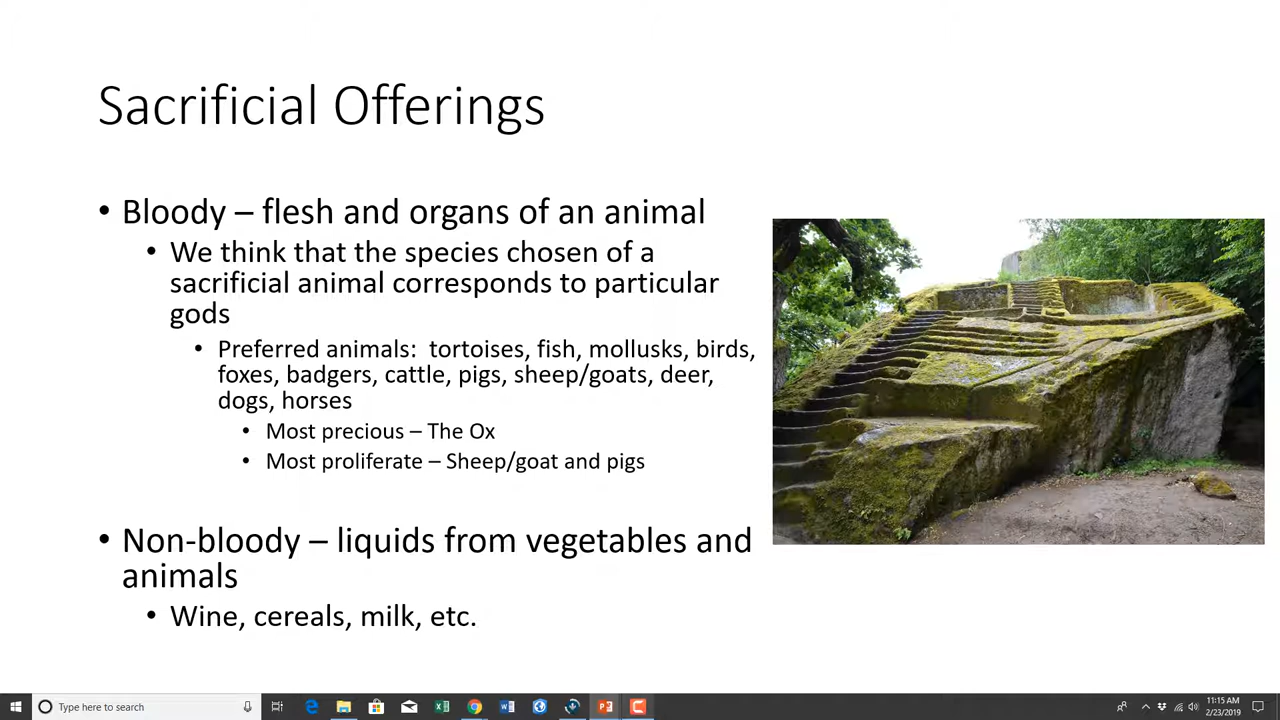 Sacrificial Offerings
• Bloody – flesh and organs of an animal
• We think that the species chosen of a
sacrificial animal corresponds to particular
gods
• Preferred animals: tortoises, fish, mollusks, birds,
foxes, badgers, cattle, pigs, sheep/goats, deer,
dogs, horses
• Most precious – The Ox
• Most proliferate – Sheep/goat and pigs
• Non-bloody – liquids from vegetables and
animals
• Wine, cereals, milk, etc.
Type here to search
11:15 AM
2/23/2019